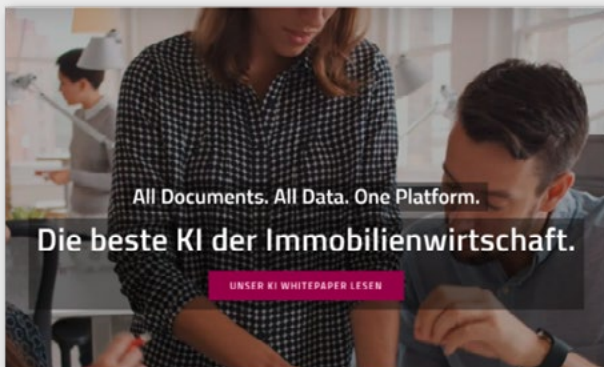 All Documents. All Data. One Platform.
Die beste KI der Immobilienwirtschaft.
UNSER KI WHITEPAPER LESEN